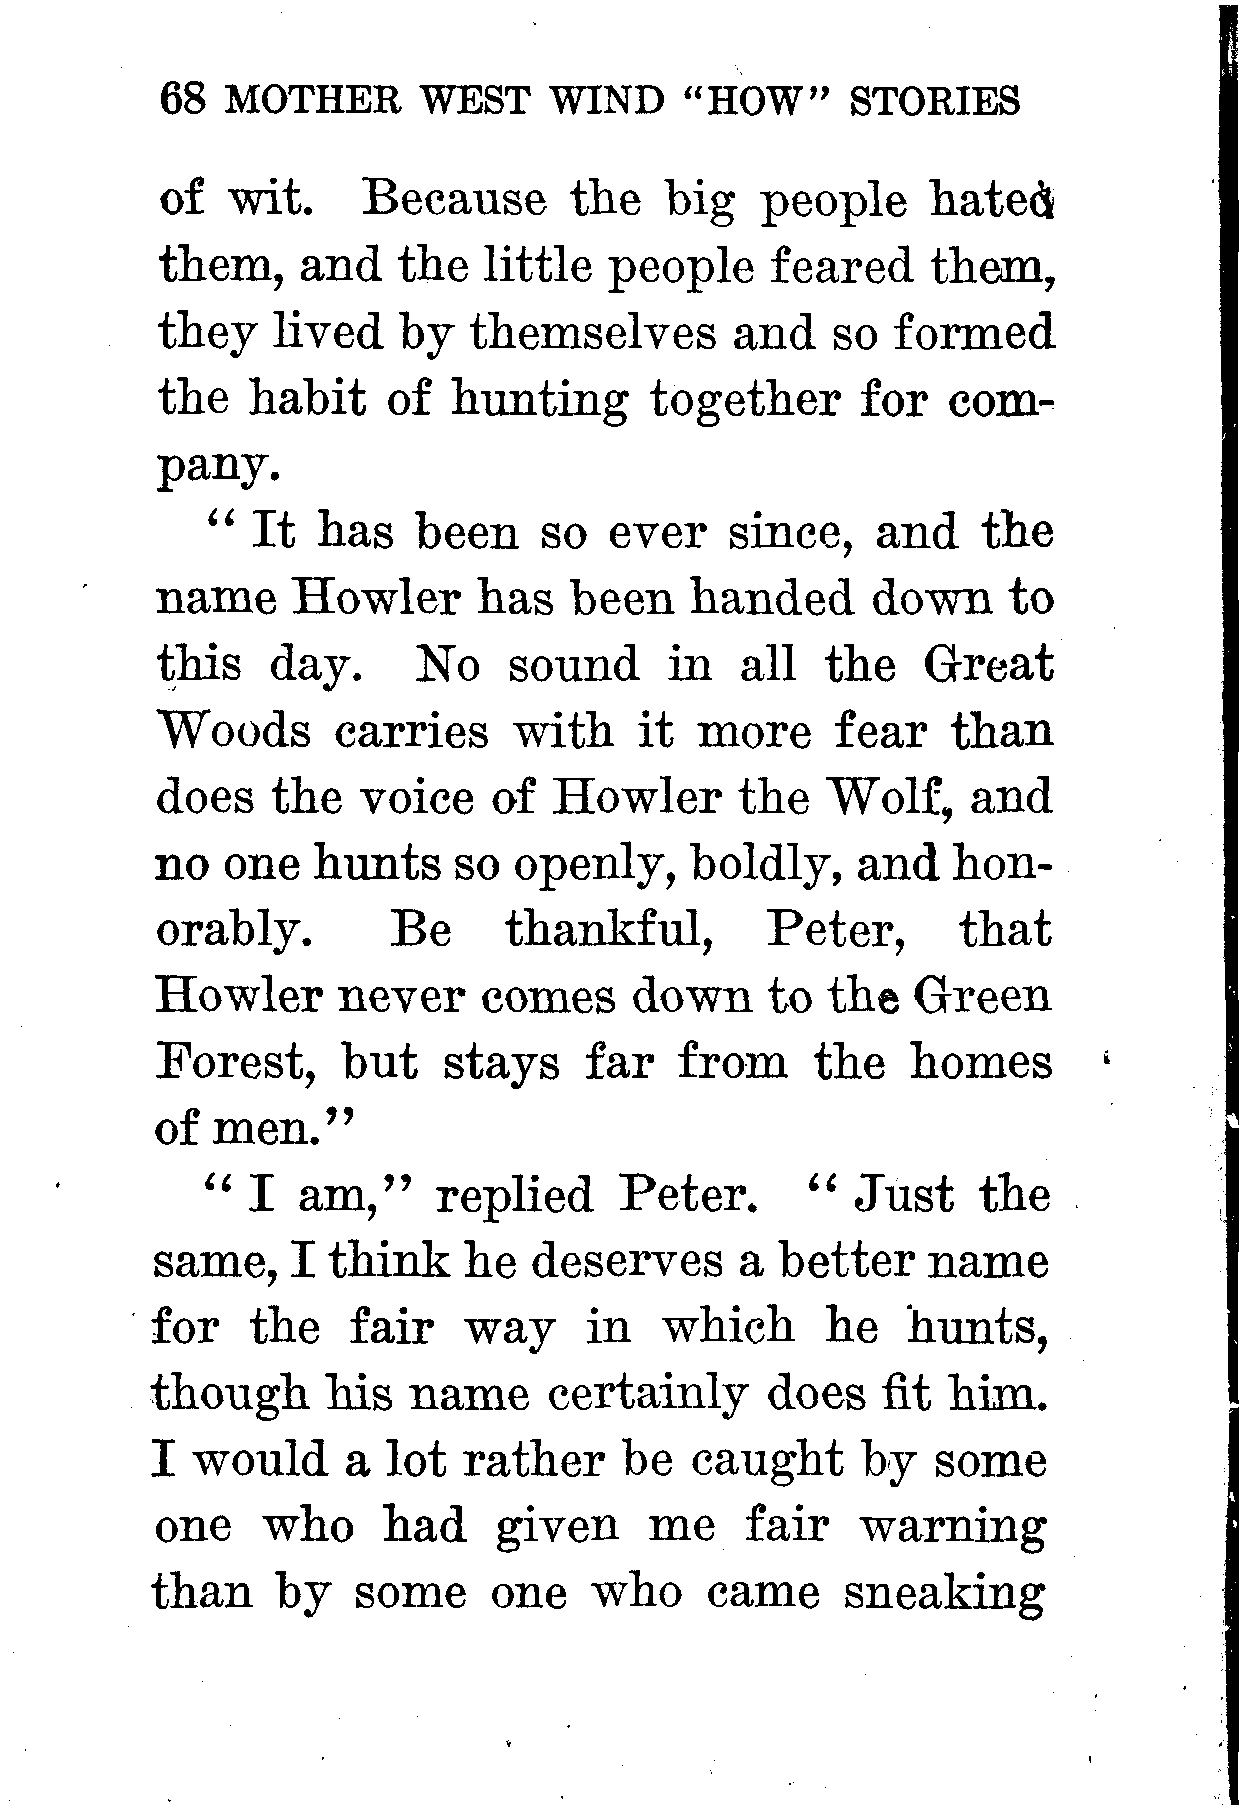 68 MOTHER WEST WIND "HOW" STORIES
of wit. Because the big people hated
them, and the little people feared them,
they lived by themselves and so formed
the habit of hunting together for com-
pany.
"It has been so ever since, and the
name Howler has been handed down to
this day. No sound in all the Great
Woods carries with it more fear than
does the voice of Howler the Wolf, and
no one hunts so openly, boldly, and hon-
orably. Be thankful, Peter, that
Howler never comes down to the Green
Forest, but stays far from the homes
of men."
"I am," replied Peter. "Just the
same, I think he deserves a better name
for the fair way in which he hunts,
though his name certainly does fit him.
I would a lot rather be caught by some
one who had given me fair warning
than by some one who came sneaking